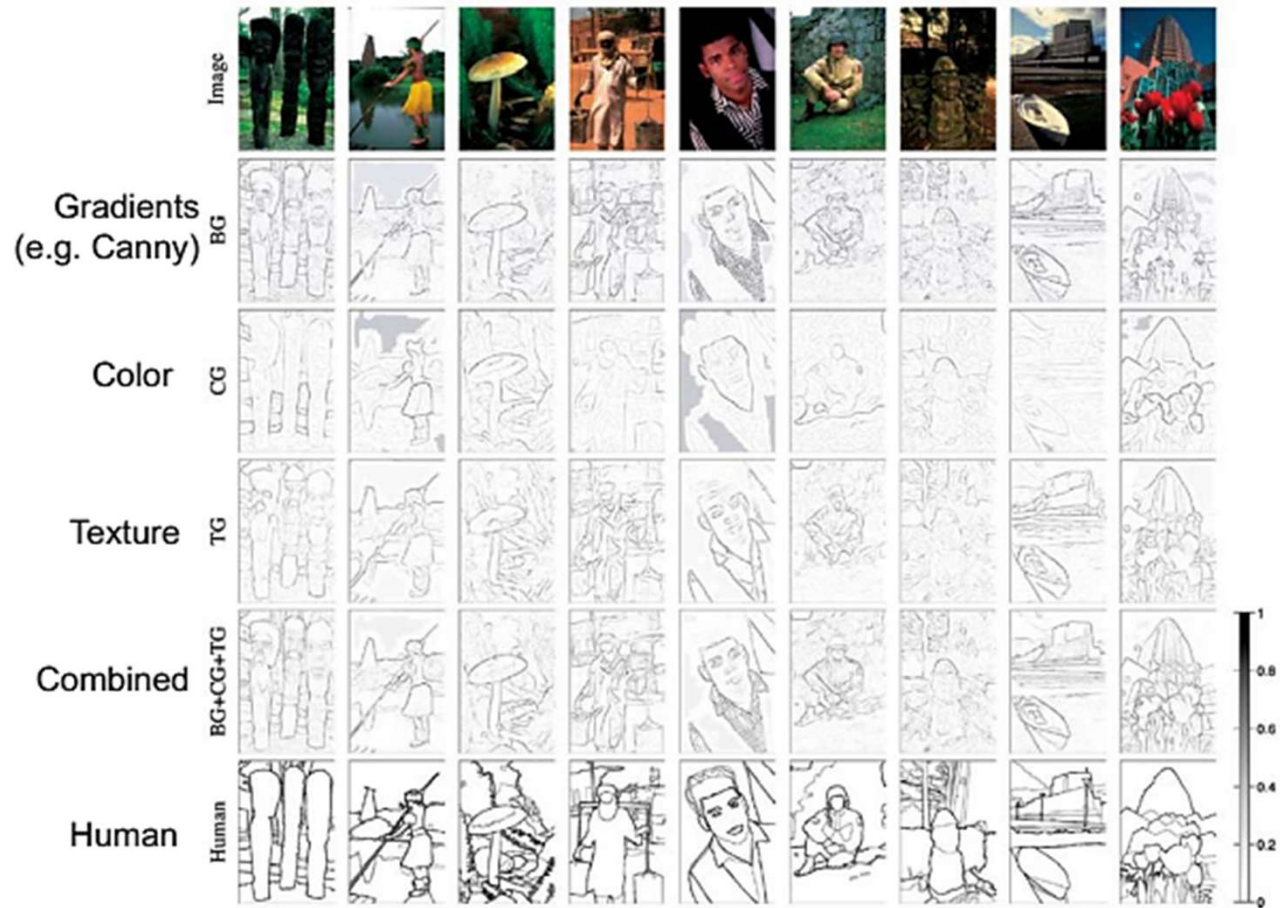 Image
Gradients
(e.g. Canny)
BG
Color
CG
Texture
TG
Combined
BG+CG+TG
Human
Human
1
0.8
0.6
0.4
0.2
0